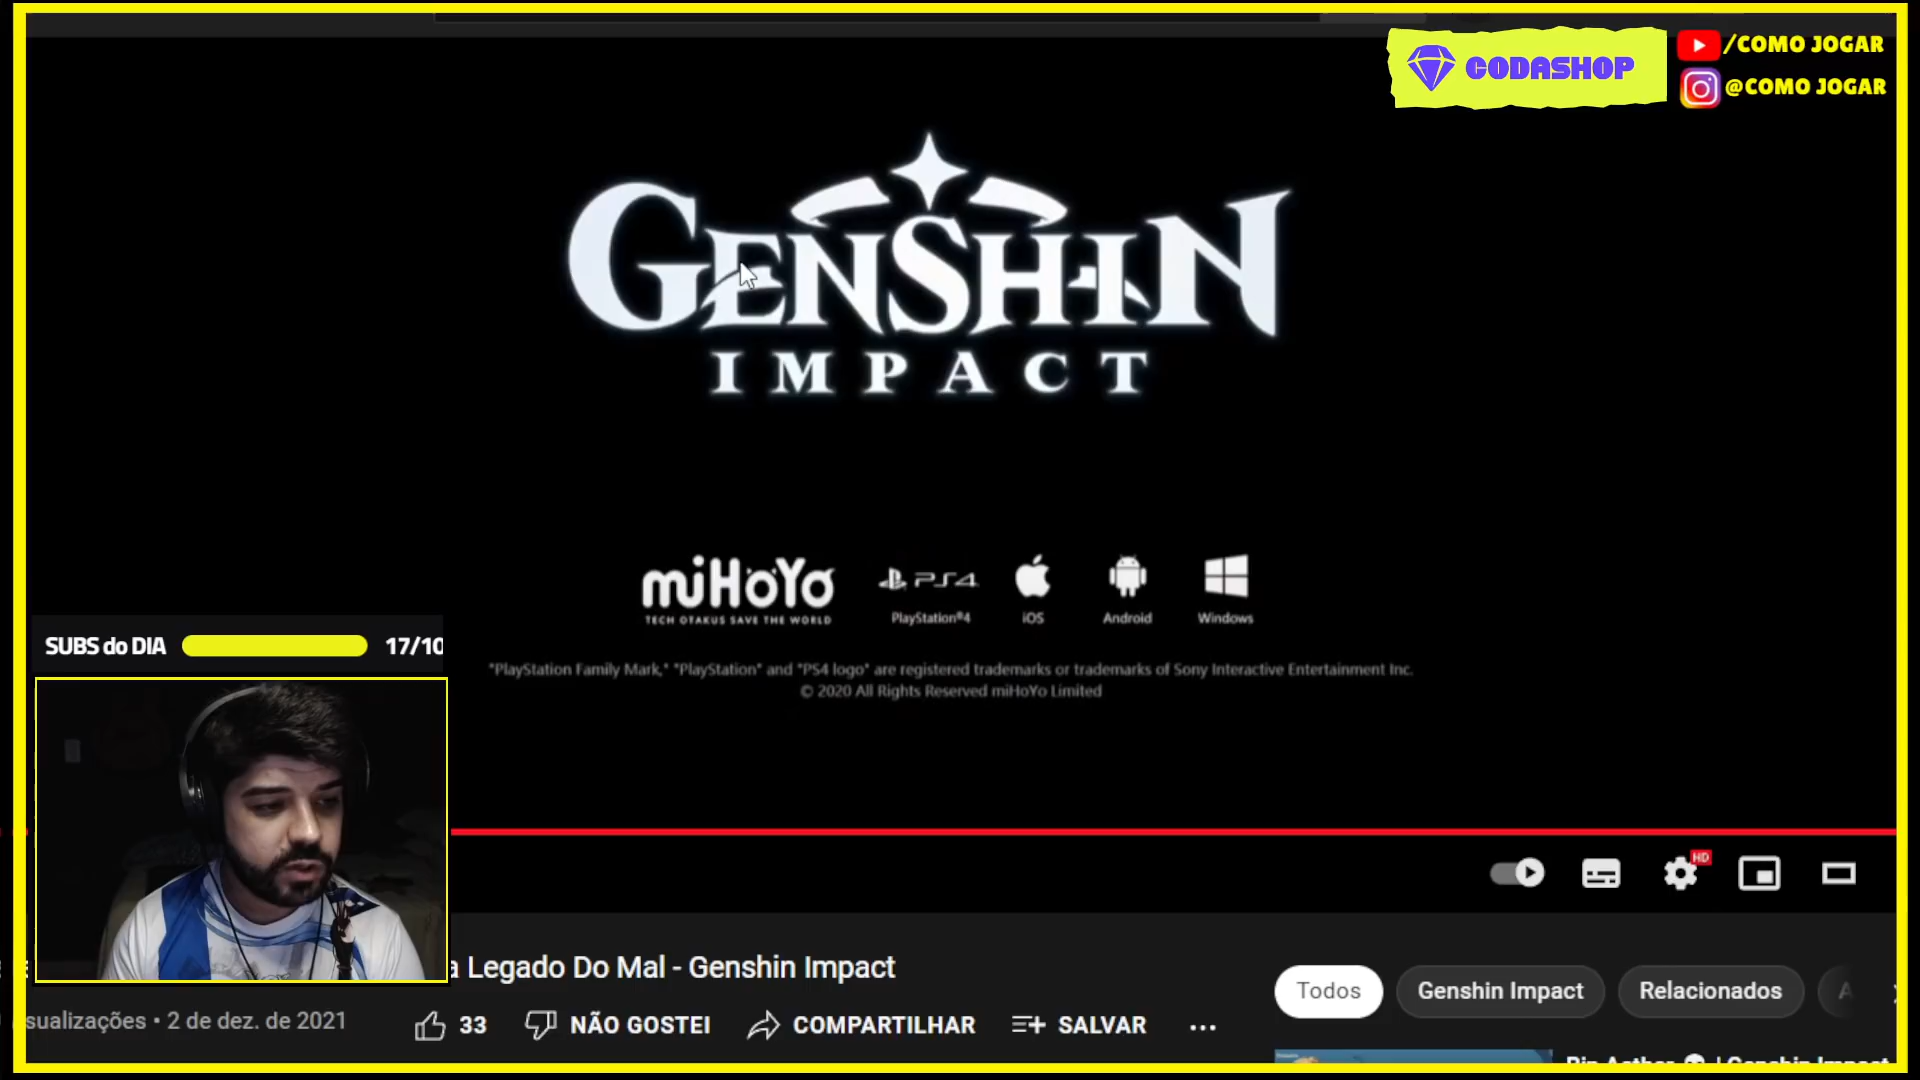 CODASHOP
/COMO JOGAR
@COMO JOGAR
GENSHIN
IMPACT
miHoYo
TECH OTAKUS SAVE THE WORLD
PS4
PlayStation®4
iOS
Android
Windows
"PlayStation Family Mark," "PlayStation" and "PS4 logo" are registered trademarks or trademarks of Sony Interactive Entertainment Inc.
© 2020 All Rights Reserved miHoYo Limited
SUBS do DIA 17/10
HD
a Legado Do Mal - Genshin Impact
sualizações • 2 de dez. de 2021
33
NÃO GOSTEI
COMPARTILHAR
SALVAR
Todos
Genshin Impact
Relacionados
A